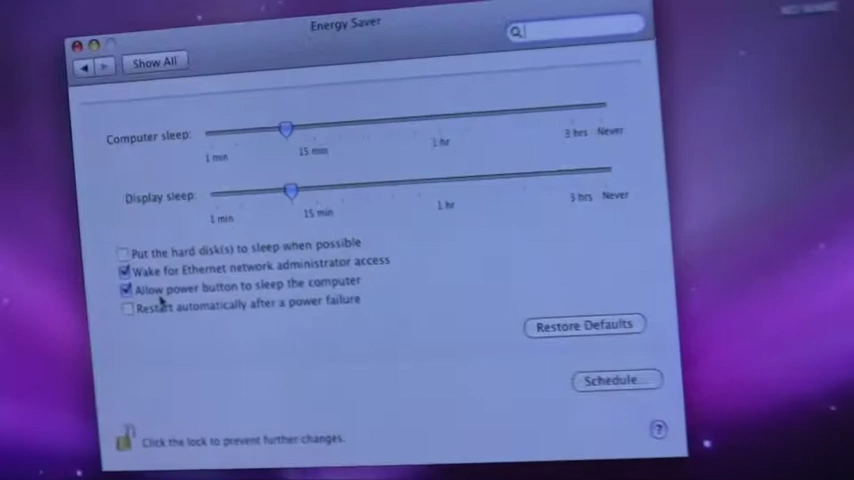 Energy Saver
Show All
Computer sleep:
1 min 15 min 1 hr 3 hrs Never
Display sleep:
1 min 15 min 1 hr 3 hrs Never
Put the hard disk(s) to sleep when possible
Wake for Ethernet network administrator access
Allow power button to sleep the computer
Restart automatically after a power failure
Restore Defaults
Schedule...
Click the lock to prevent further changes.
?